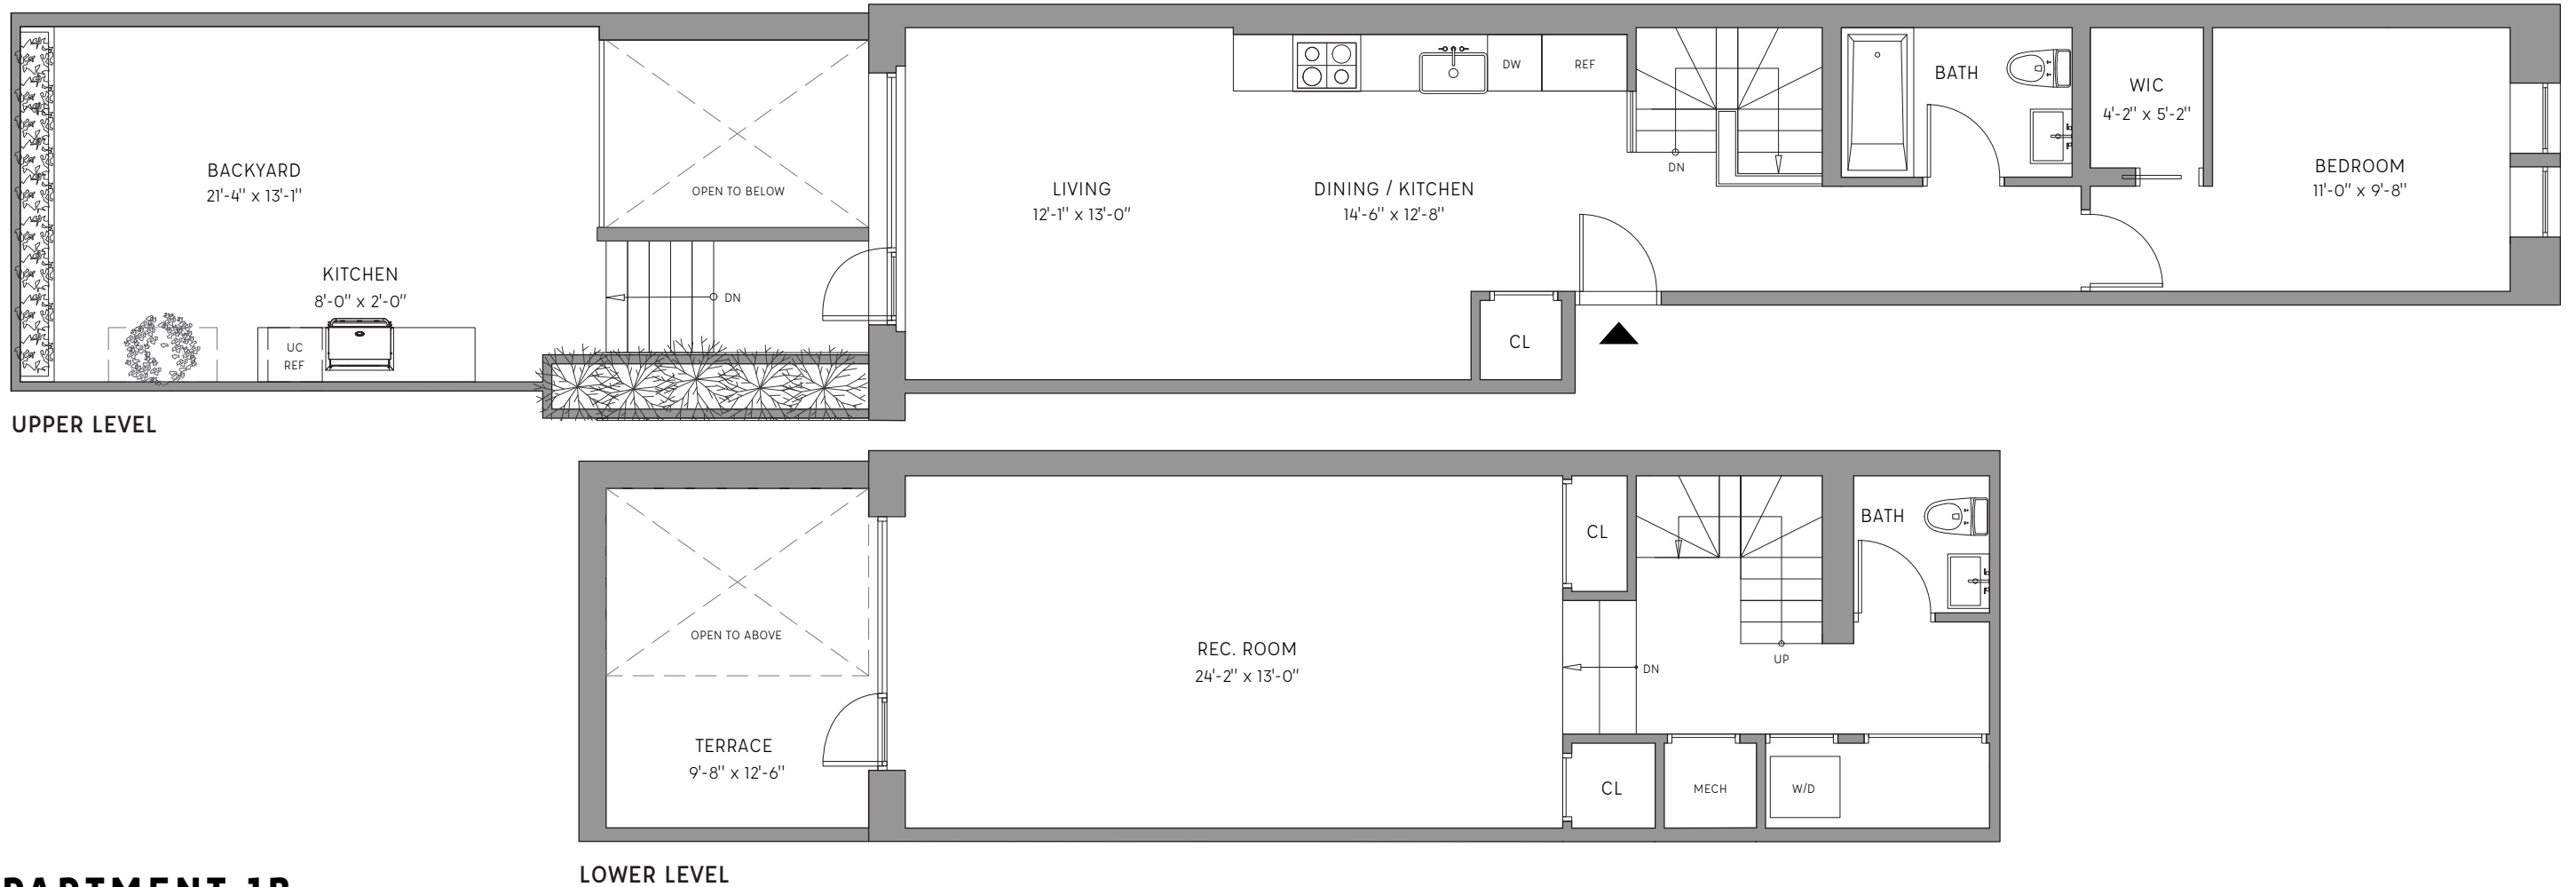 BACKYARD
21'-4" x 13'-1"
KITCHEN
8'-0" x 2'-0"
UC
REF
OPEN TO BELOW
DN
LIVING
12'-1" x 13'-0"
DINING / KITCHEN
14'-6" x 12'-8"
DW
REF
DN
CL
BATH
WIC
4'-2" x 5'-2"
BEDROOM
11'-0" x 9'-8"
UPPER LEVEL
OPEN TO ABOVE
TERRACE
9'-8" x 12'-6"
REC. ROOM
24'-2" x 13'-0"
CL
DN
UP
BATH
CL
MECH
W/D
LOWER LEVEL